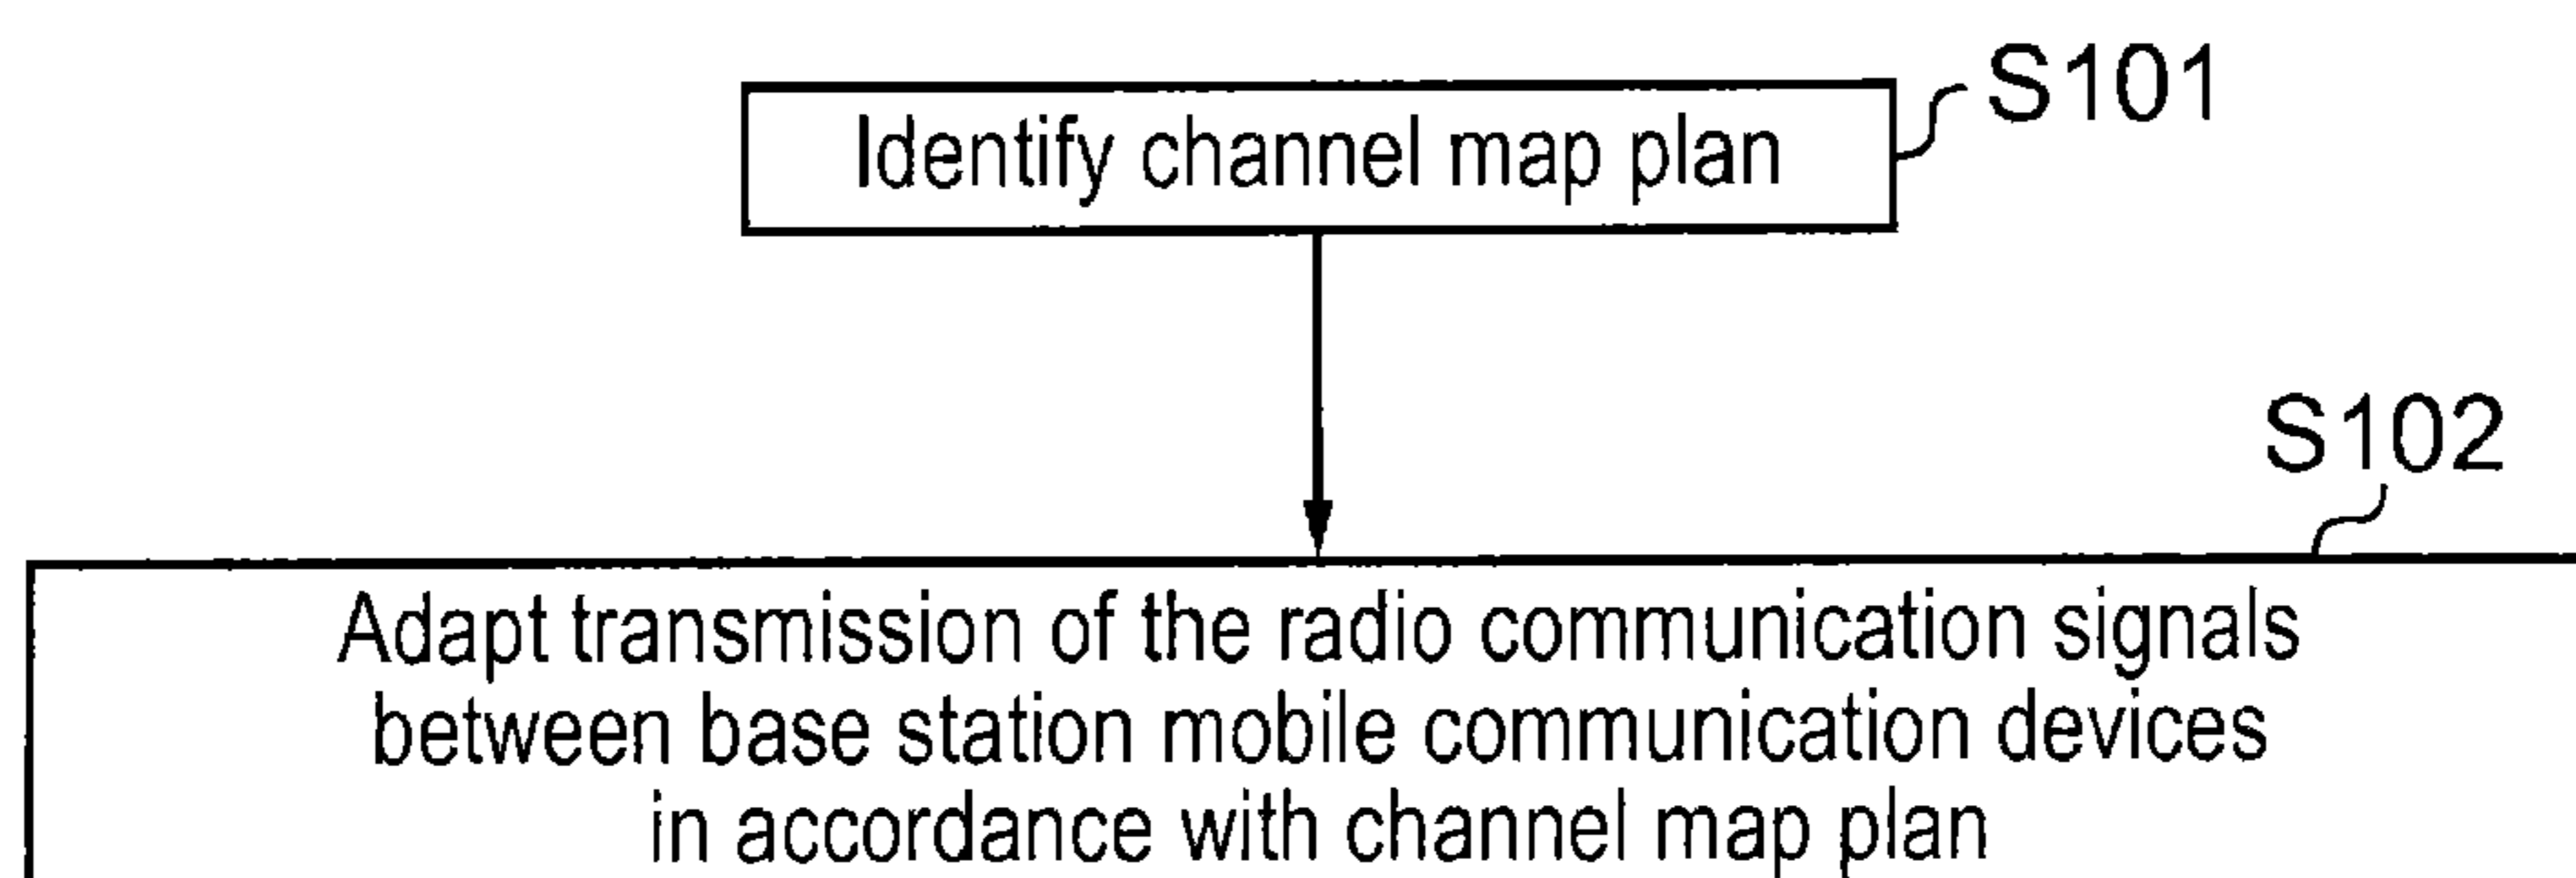 Identify channel map plan
S101
S102
Adapt transmission of the radio communication signals
between base station mobile communication devices
in accordance with channel map plan